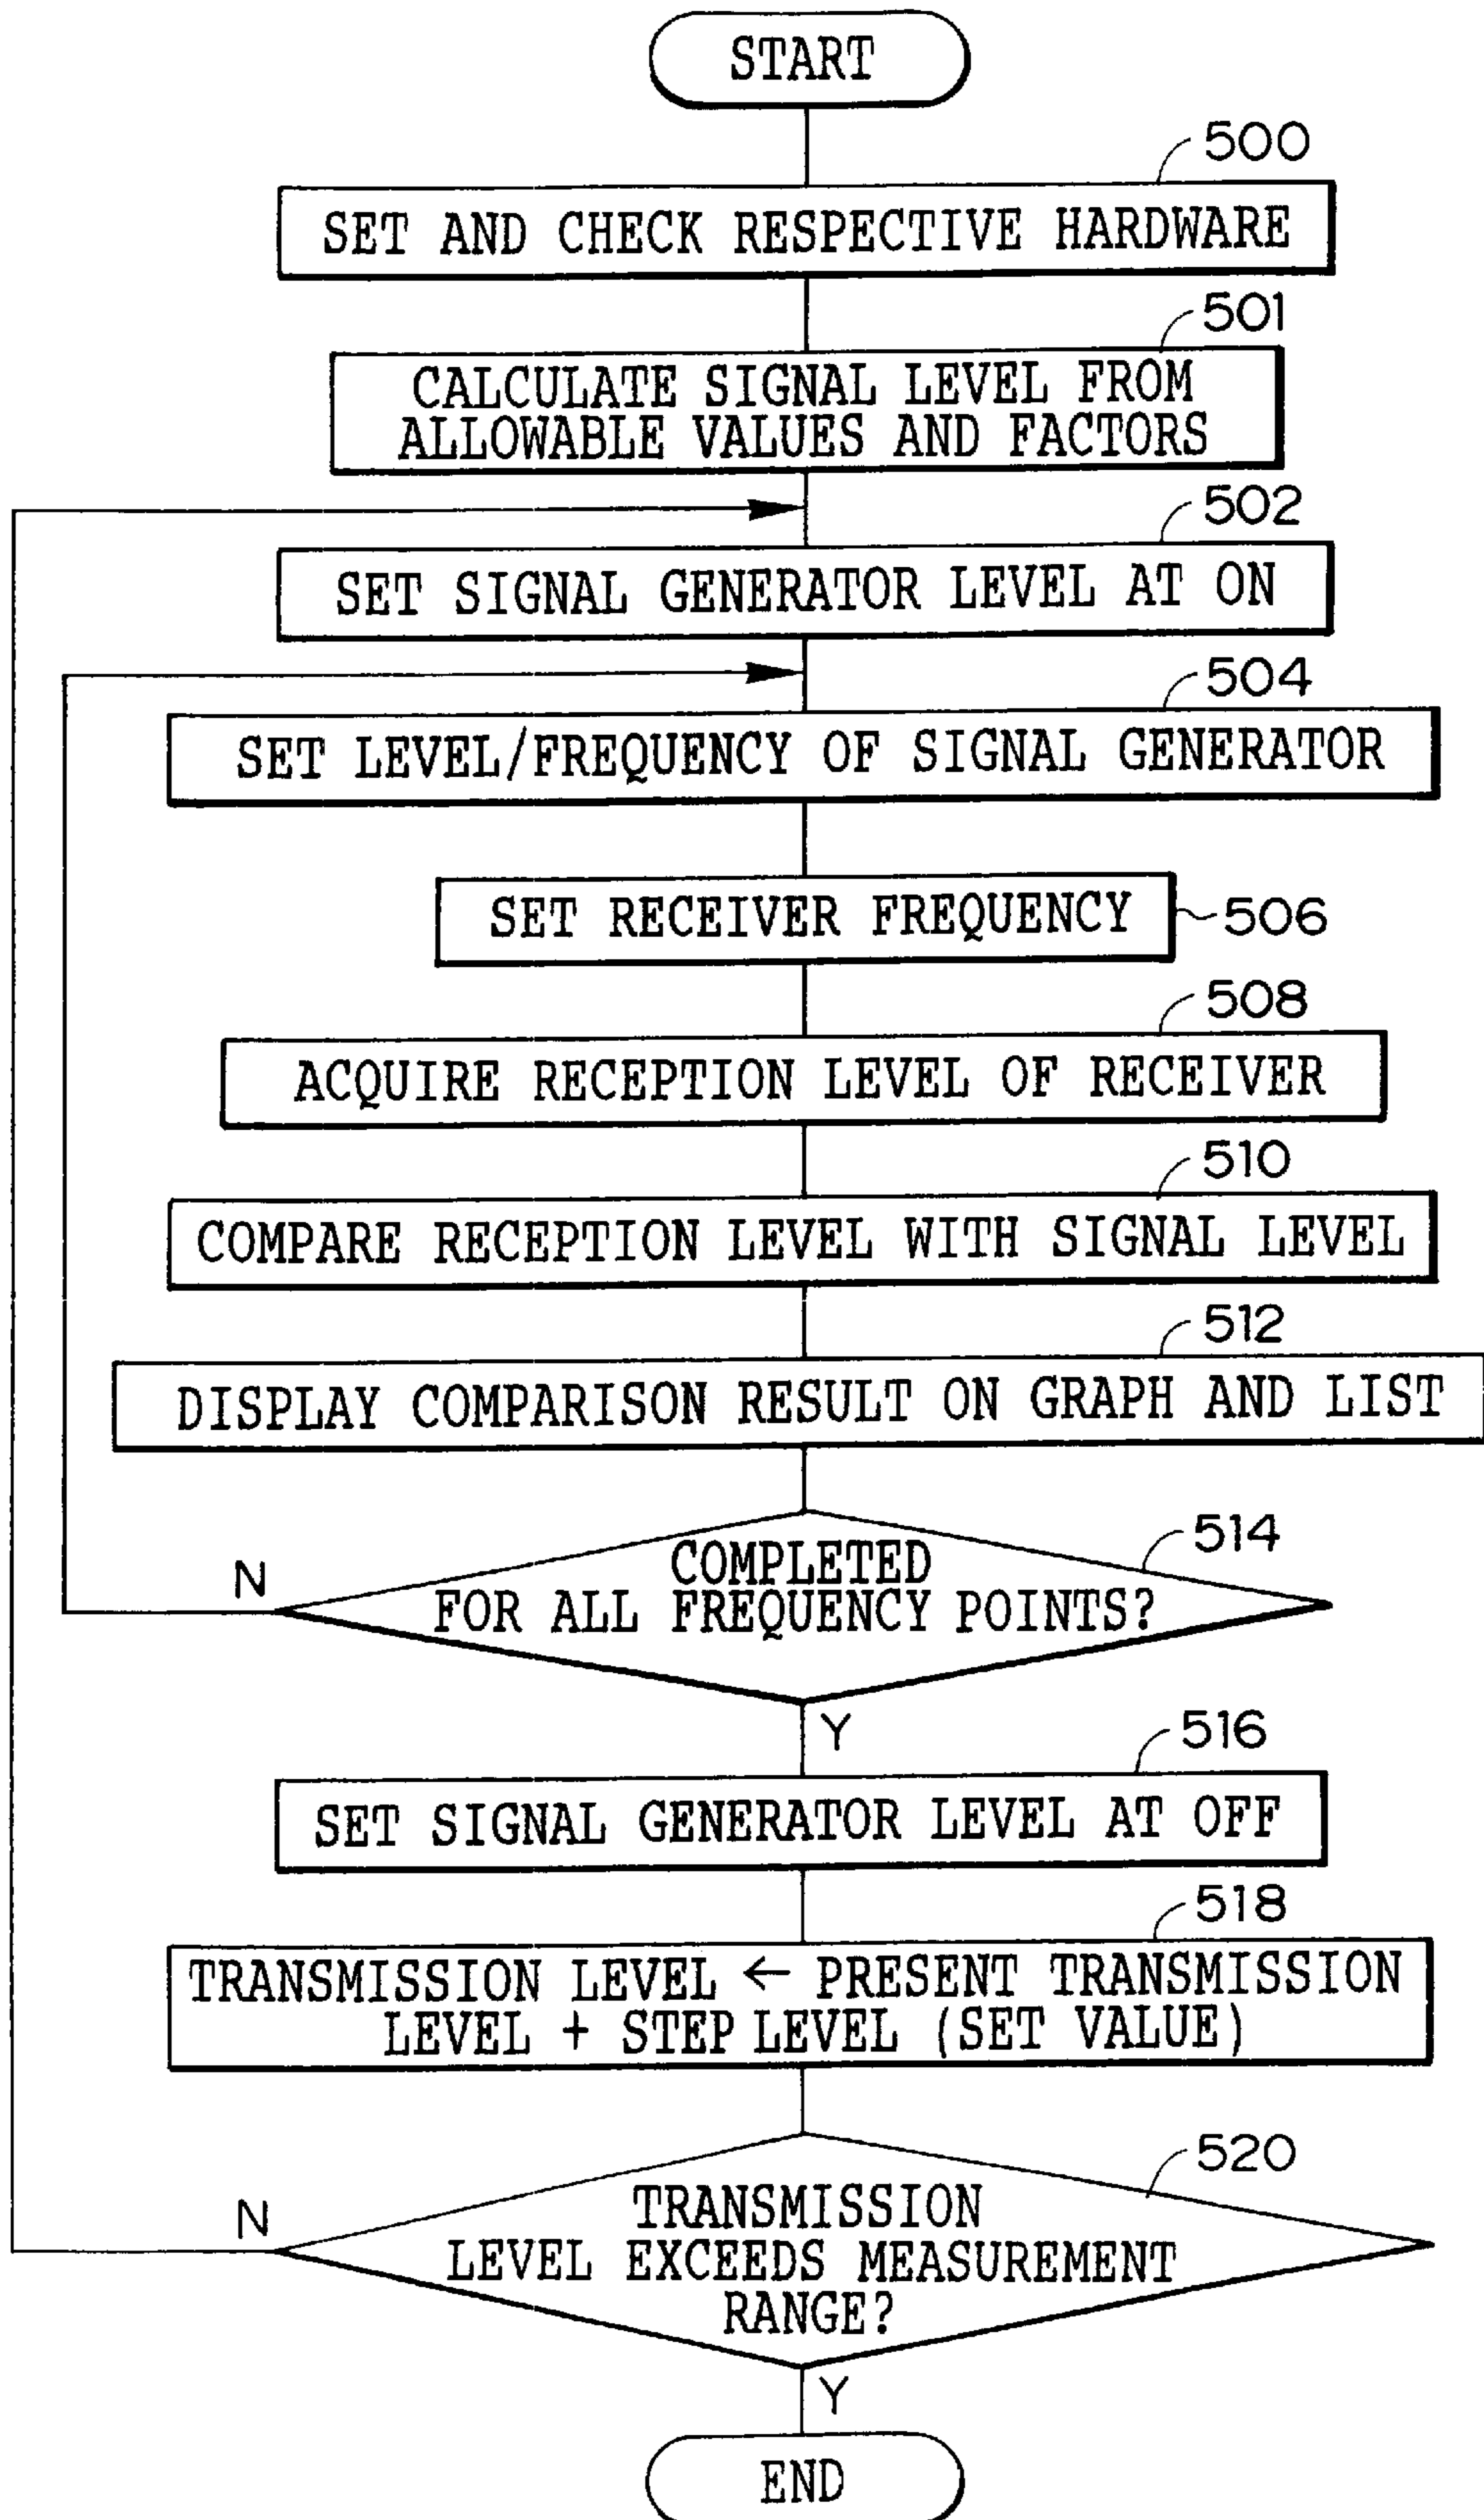 START
500
SET AND CHECK RESPECTIVE HARDWARE
501
CALCULATE SIGNAL LEVEL FROM
ALLOWABLE VALUES AND FACTORS
502
SET SIGNAL GENERATOR LEVEL AT ON
504
SET LEVEL/FREQUENCY OF SIGNAL GENERATOR
SET RECEIVER FREQUENCY 506
508
ACQUIRE RECEPTION LEVEL OF RECEIVER
510
COMPARE RECEPTION LEVEL WITH SIGNAL LEVEL
512
DISPLAY COMPARISON RESULT ON GRAPH AND LIST
514
COMPLETED
N
FOR ALL FREQUENCY POINTS?
Y
516
SET SIGNAL GENERATOR LEVEL AT OFF
518
TRANSMISSION LEVEL ← PRESENT TRANSMISSION
LEVEL + STEP LEVEL (SET VALUE)
520
TRANSMISSION
N
LEVEL EXCEEDS MEASUREMENT
RANGE?
Y
END